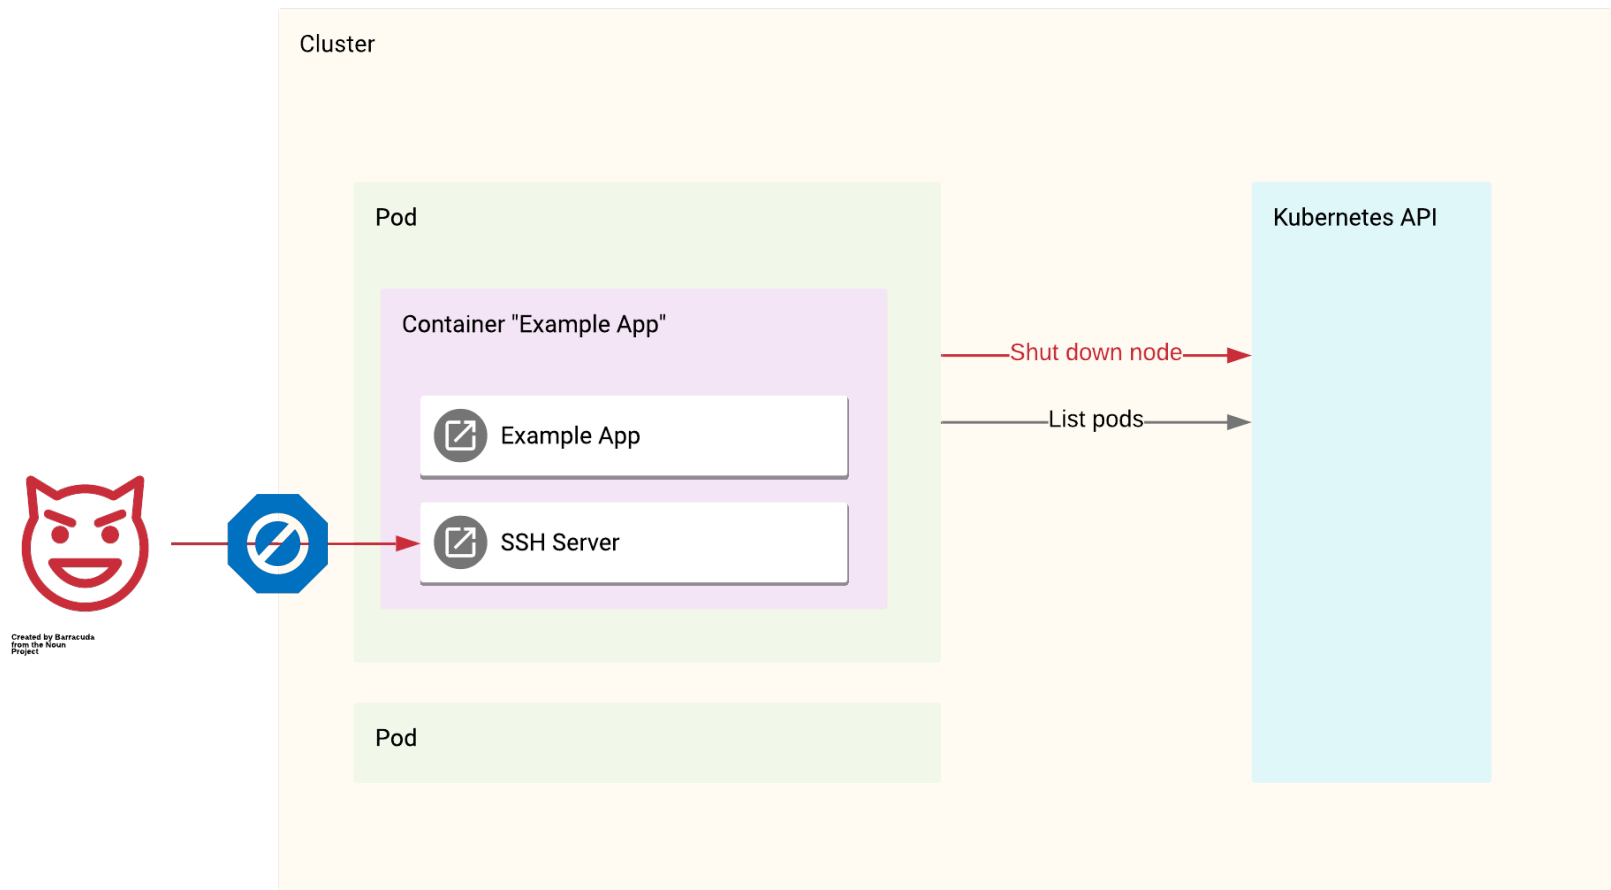 Cluster
Pod
Kubernetes API
Container "Example App"
Shut down node
List pods
Example App
SSH Server
Created by Barracuda
from the Noun
Project
Pod